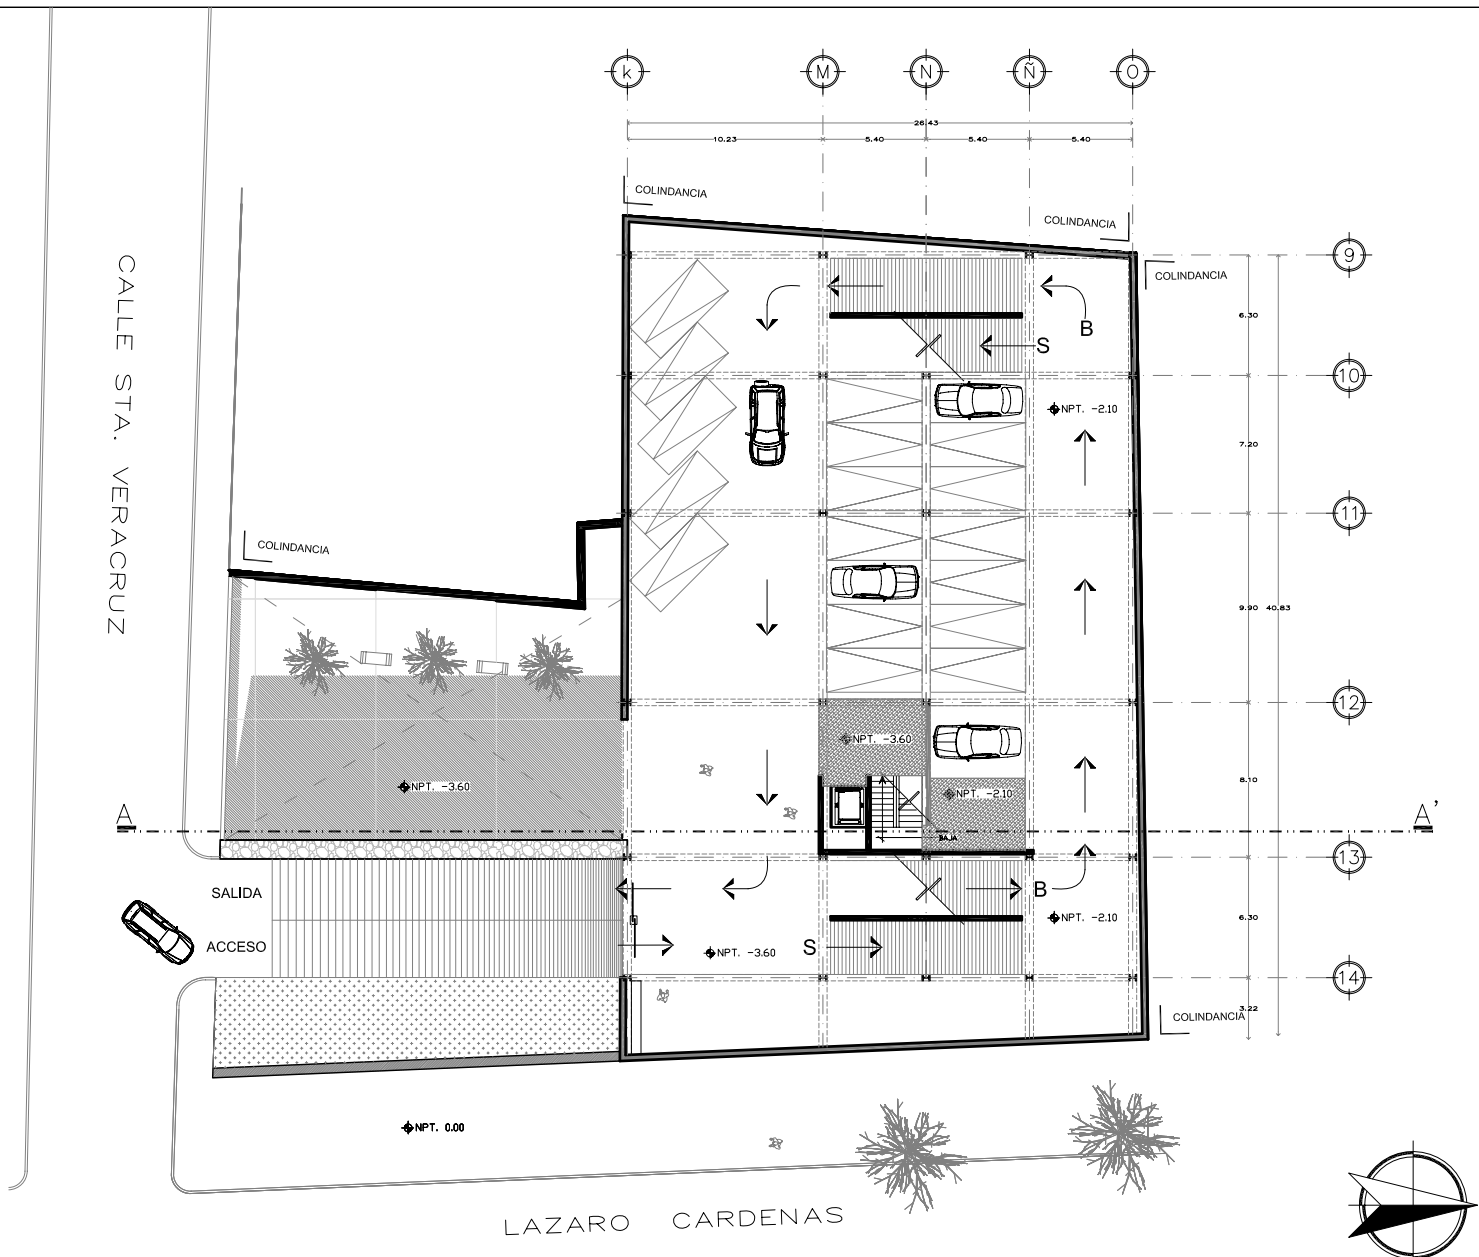 k M N Ñ O
26.43
10.23 5.40 5.40 5.40
COLINDANCIA
COLINDANCIA
COLINDANCIA
9
6.30
B
S
10
NPT. -2.10
7.20
11
CALLE STA. VERACRUZ
COLINDANCIA
9.90 40.83
12
NPT. -3.60
NPT. -3.60
NPT. -2.10
8.10
A A'
BAJA
13
SALIDA
B
NPT. -2.10
6.30
ACCESO
S
NPT. -3.60
14
3.22
COLINDANCIA
NPT. 0.00
LAZARO CARDENAS